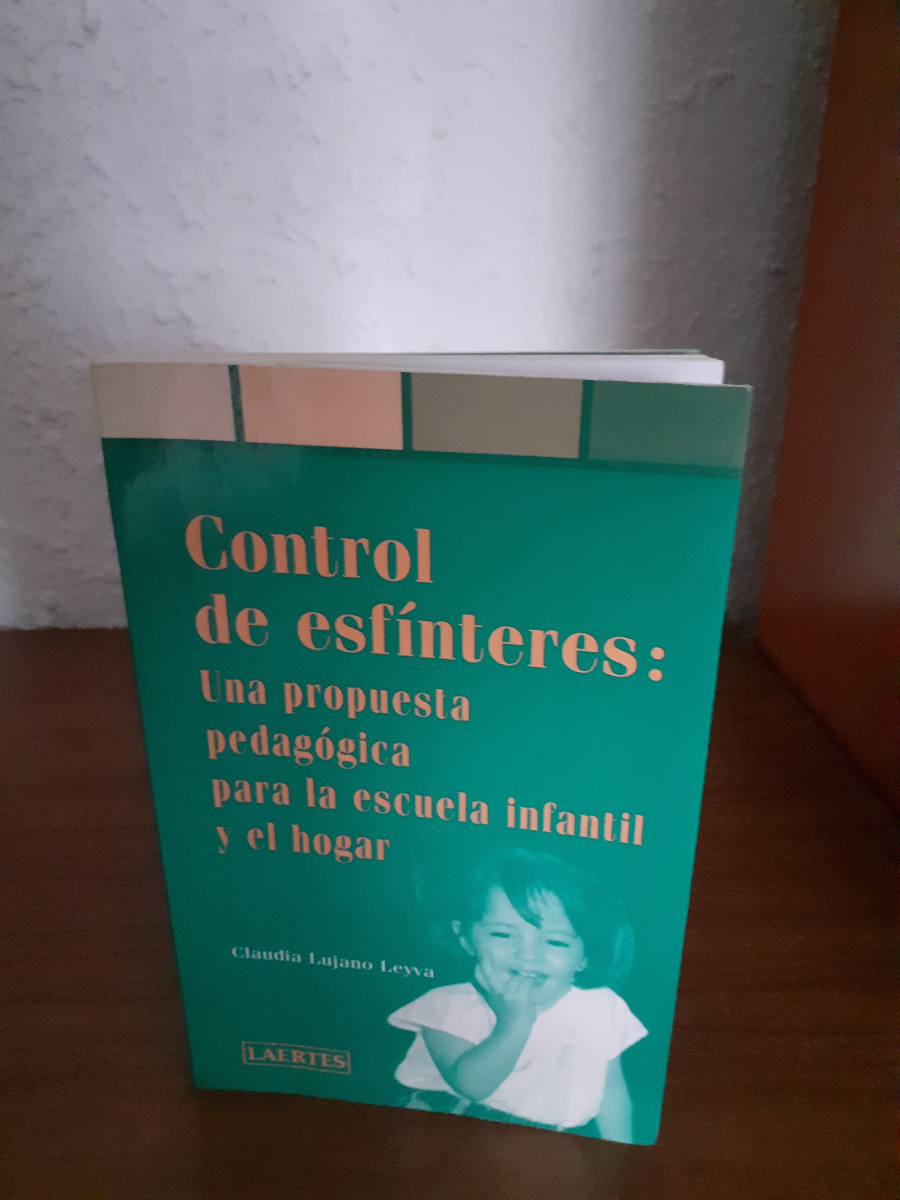 Control
de esfínteres:
Una propuesta
pedagógica
para la escuela infantil
y el hogar
Claudia Lujano Leyva
LAERTES